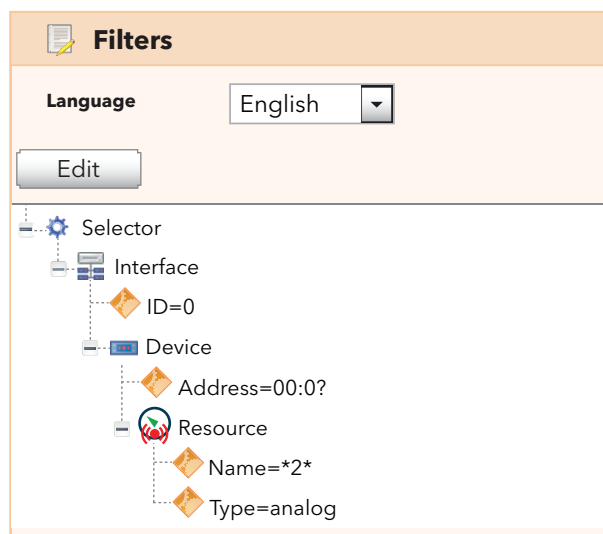 Filters
Language English
Edit
Selector
Interface
ID=0
Device
Address=00:0?
Resource
Name=*2*
Type=analog